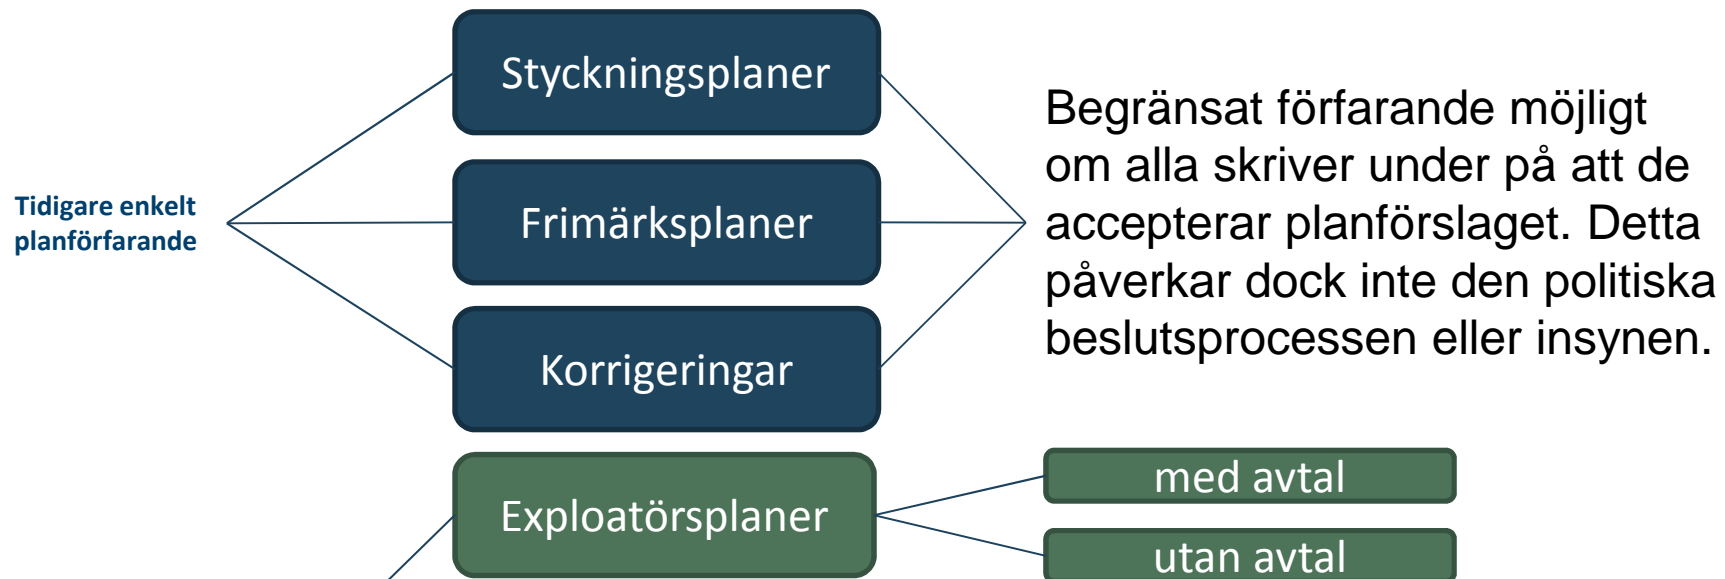 Tidigare enkelt
planförfarande
Styckningsplaner
Frimärksplaner
Korrigeringar
Begränsat förfarande möjligt
om alla skriver under på att de
accepterar planförslaget. Detta
påverkar dock inte den politiska
beslutsprocessen eller insynen.
Exploatörsplaner
med avtal
utan avtal